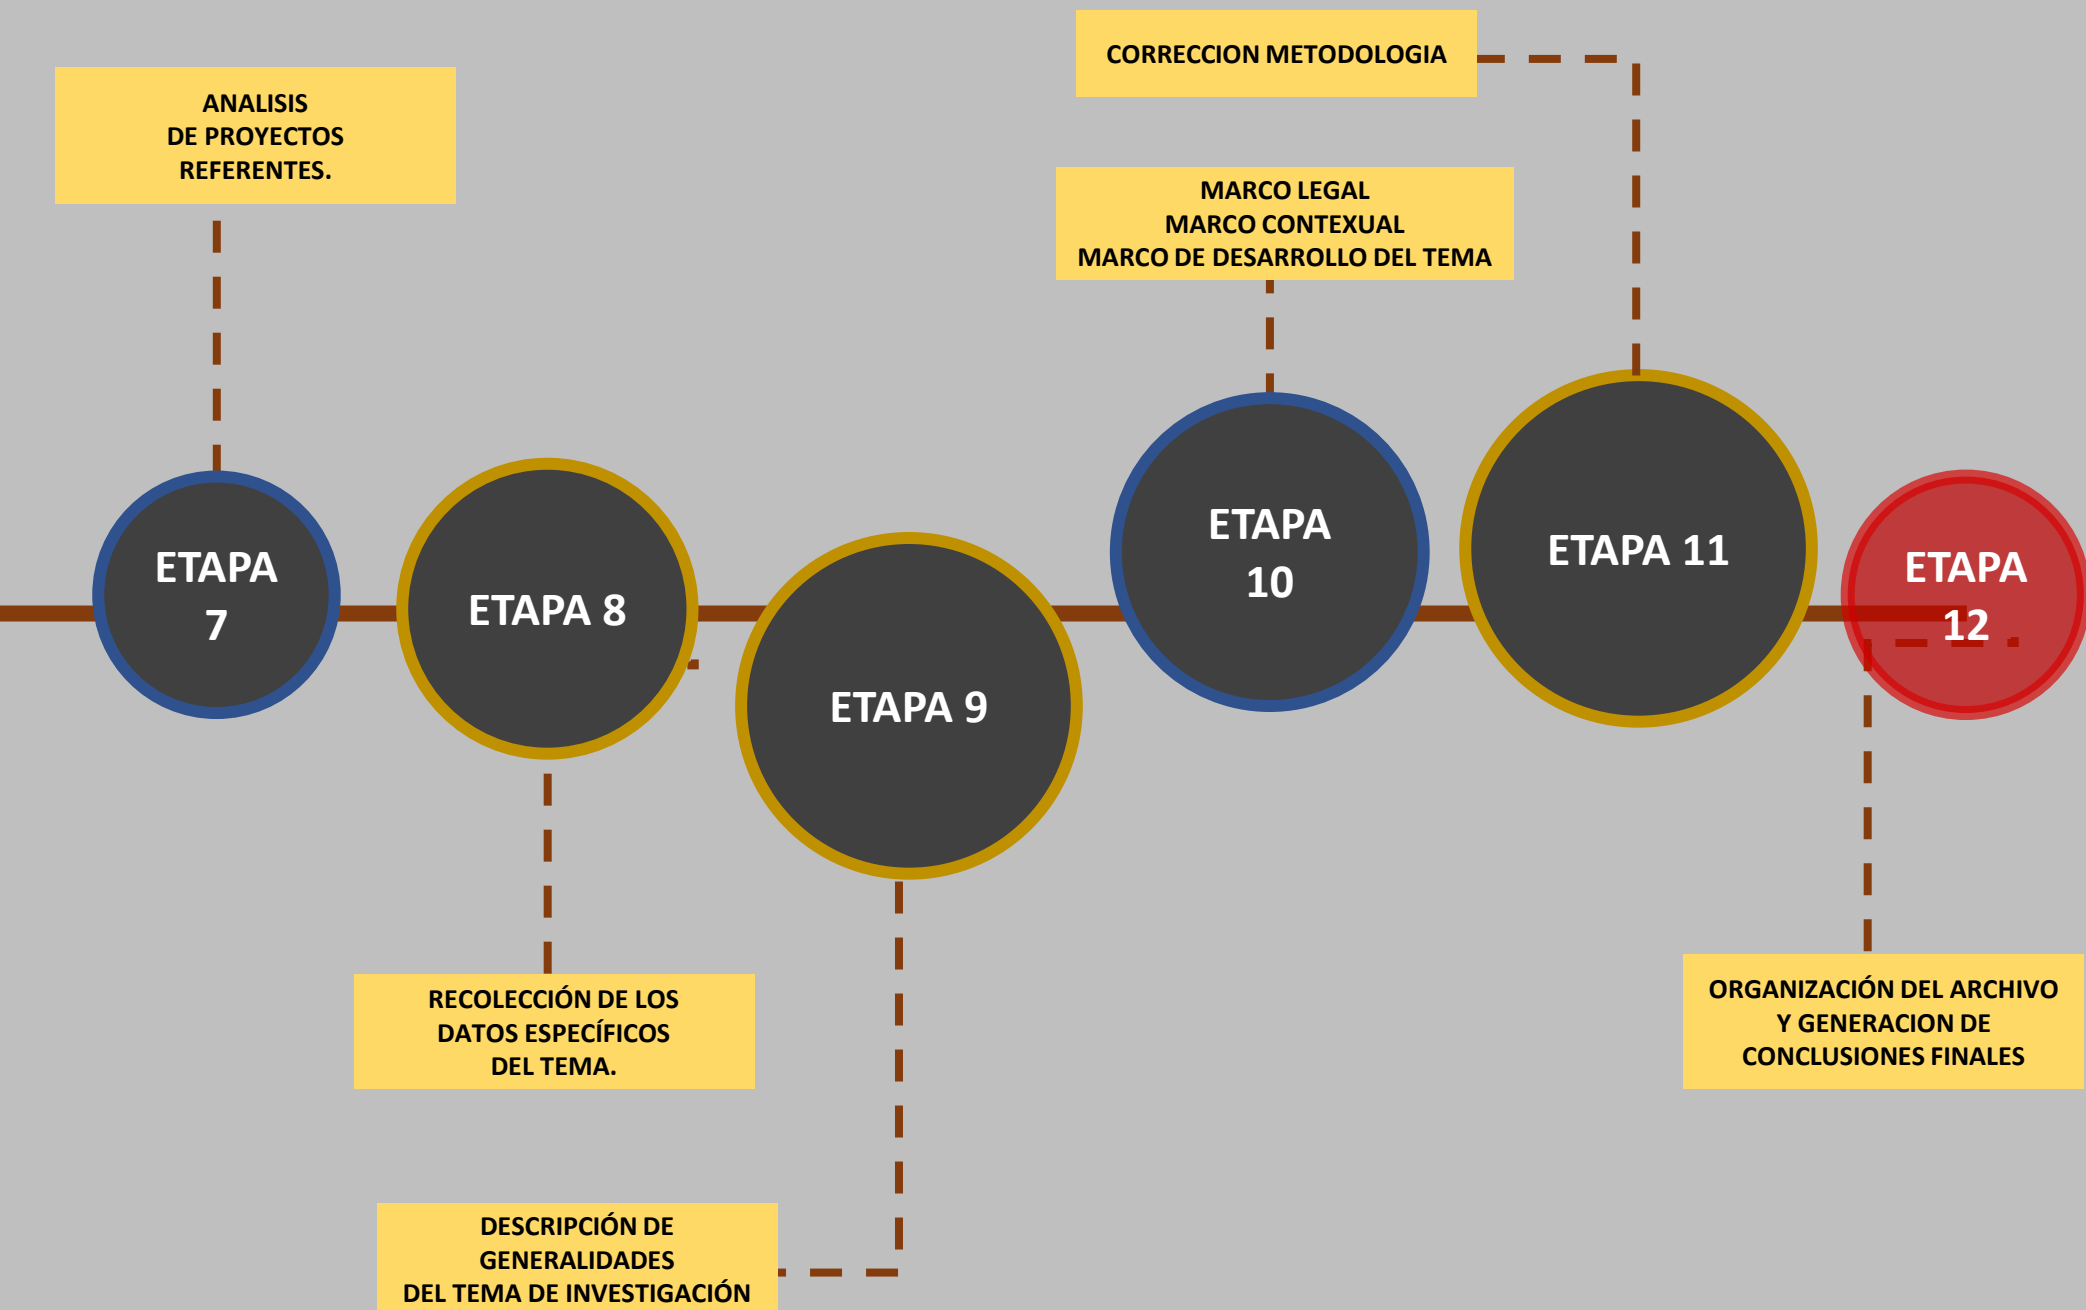 CORRECCION METODOLOGIA
ANALISIS
DE PROYECTOS
REFERENTES.
MARCO LEGAL
MARCO CONTEXUAL
MARCO DE DESARROLLO DEL TEMA
ETAPA
7
ETAPA 8
ETAPA 9
ETAPA
10
ETAPA 11
ETAPA
12
RECOLECCIÓN DE LOS
DATOS ESPECÍFICOS
DEL TEMA.
ORGANIZACIÓN DEL ARCHIVO
Y GENERACION DE
CONCLUSIONES FINALES
DESCRIPCIÓN DE
GENERALIDADES
DEL TEMA DE INVESTIGACIÓN